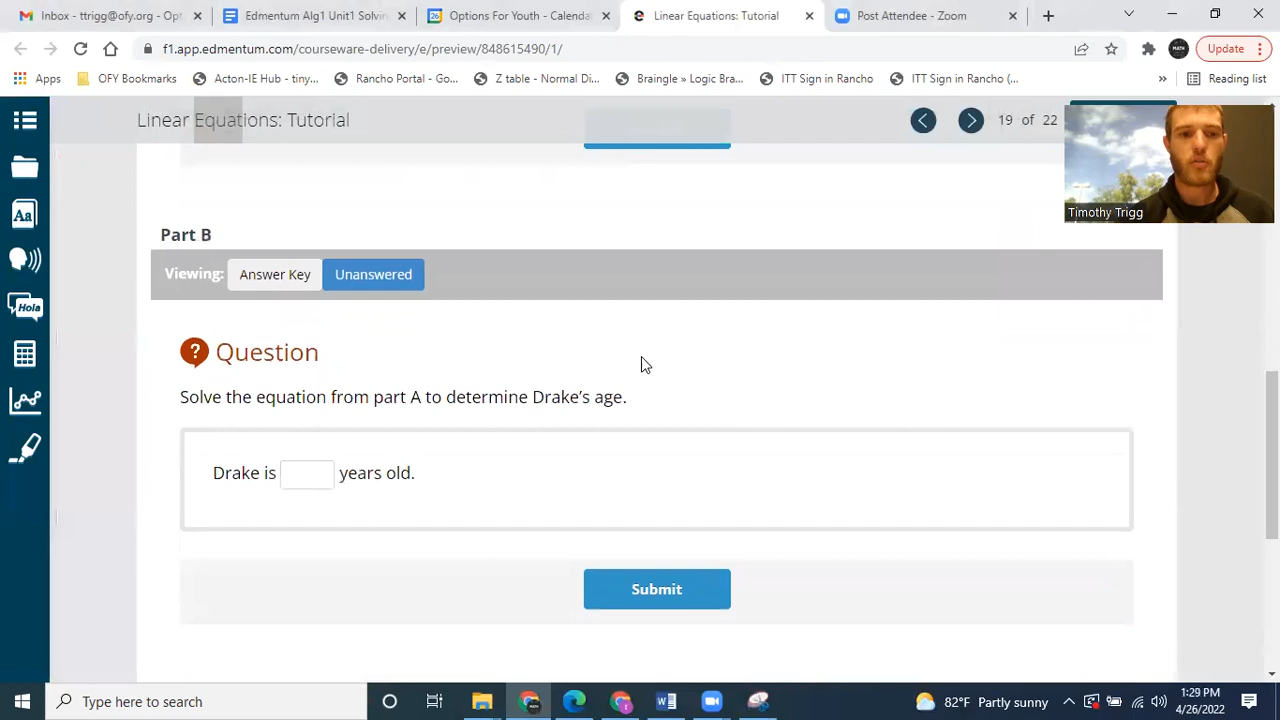 Inbox - ttrigg@ofy.org - G
Edmentum Alg1 Unit1 Solvin
Options For Youth - Calenda
Linear Equations: Tutorial
Post Attendee - Zoom
f1.app.edmentum.com/courseware-delivery/e/preview/848615490/1/
MATH
Update
Apps
OFY Bookmarks
Acton-IE Hub - tiny...
Rancho Portal - Go...
Z table - Normal Di...
Braingle » Logic Bra...
ITT Sign in Rancho
ITT Sign in Rancho (...
»
Reading list
Linear Equations: Tutorial
19 of 22
Timothy Trigg
Aa
Hola
Part B
Viewing:
Answer Key
Unanswered
? Question
Solve the equation from part A to determine Drake's age.
Drake is
years old.
Submit
Type here to search
82°F Partly sunny
1:29 PM
4/26/2022